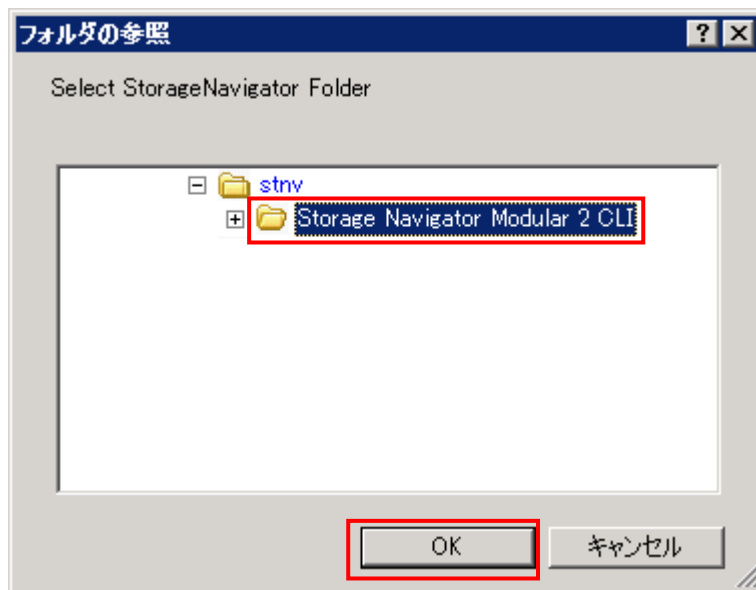 フォルダの参照
Select StorageNavigator Folder
stnv
Storage Navigator Modular 2 CLI
OK
キャンセル